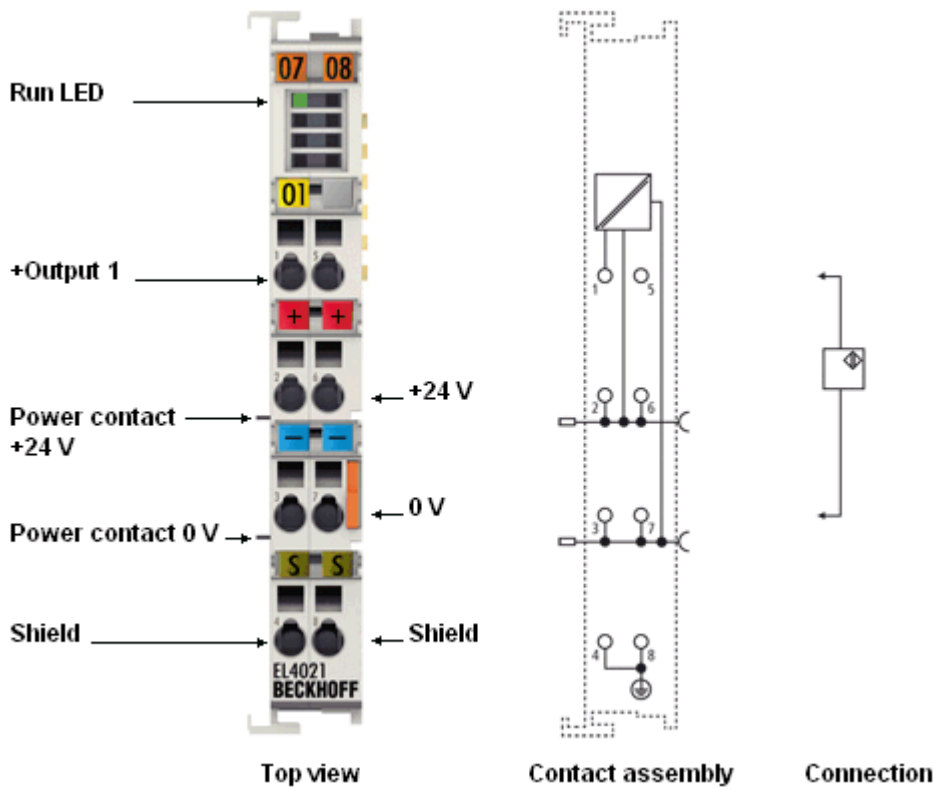 07 08
Run LED
01
+Output 1
1 5
1 5
+ +
2 6
+24 V
2 6
Power contact
+24 V
− −
3 7
0 V
3 7
Power contact 0 V
S S
4 8
Shield
Shield
4 8
EL4021
BECKHOFF
Top view
Contact assembly
Connection